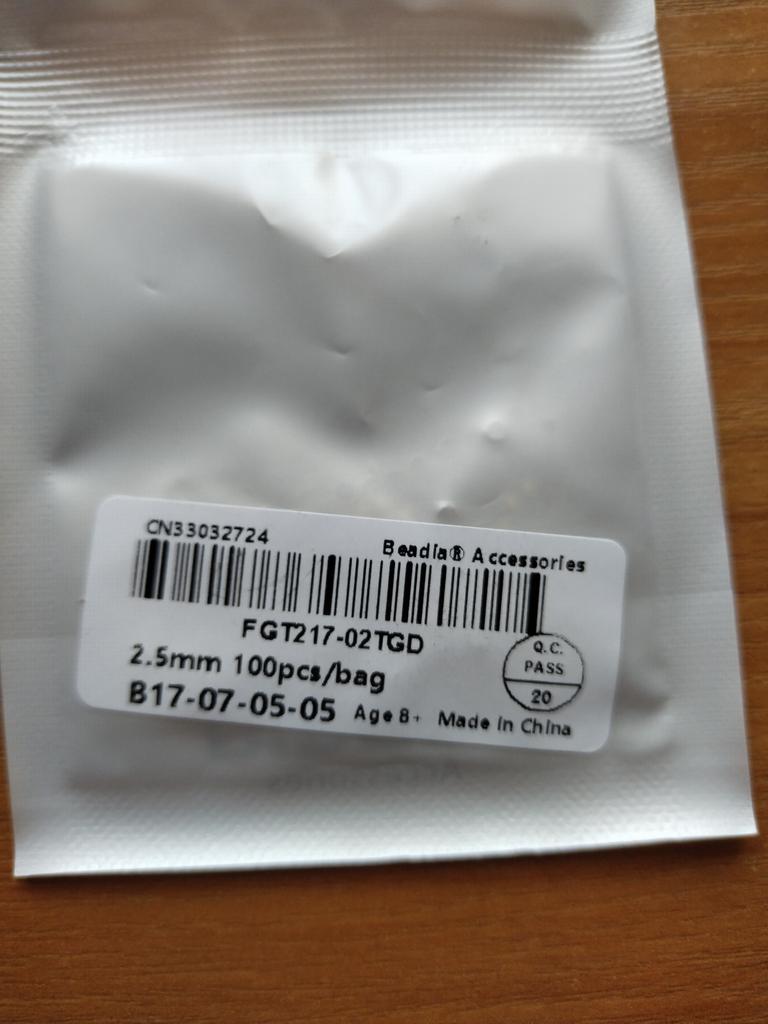 CN33032724
Beadia® Accessories
FGT217-02TGD
2.5mm 100pcs/bag
Q.C.
PASS
20
B17-07-05-05 Age 8+ Made in China